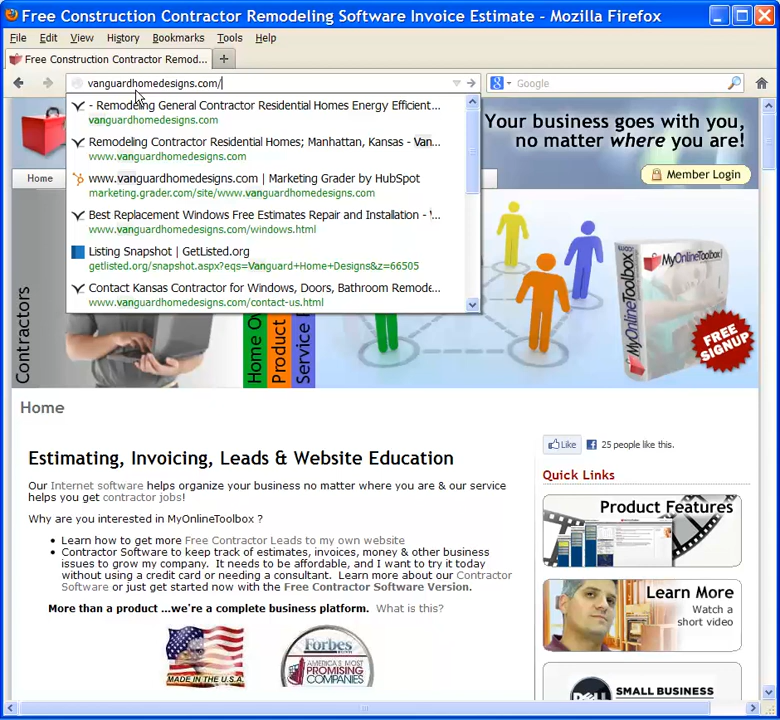 Free Construction Contractor Remodeling Software Invoice Estimate - Mozilla Firefox
File Edit View History Bookmarks Tools Help
Free Construction Contractor Remod...
vanguardhomedesigns.com/
Google
- Remodeling General Contractor Residential Homes Energy Efficient...
vanguardhomedesigns.com
Remodeling Contractor Residential Homes; Manhattan, Kansas - Van...
www.vanguardhomedesigns.com
www.vanguardhomedesigns.com | Marketing Grader by HubSpot
marketing.grader.com/site/www.vanguardhomedesigns.com
Best Replacement Windows Free Estimates Repair and Installation -
www.vanguardhomedesigns.com/windows.html
Listing Snapshot | GetListed.org
getlisted.org/snapshot.aspx?eqs=Vanguard+Home+Designs&z=66505
Contact Kansas Contractor for Windows, Doors, Bathroom Remode...
www.vanguardhomedesigns.com/contact-us.html
Your business goes with you,
no matter where you are!
Home
Member Login
Contractors
Home Ow
Product
Service
MyOnlineToolbox
MyOnlineToolbox
FREE
SIGNUP
Home
Estimating, Invoicing, Leads & Website Education
Our Internet software helps organize your business no matter where you are & our service
helps you get contractor jobs!
Why are you interested in MyOnlineToolbox ?
Learn how to get more Free Contractor Leads to my own website
Contractor Software to keep track of estimates, invoices, money & other business
issues to grow my company. It needs to be affordable, and I want to try it today
without using a credit card or needing a consultant. Learn more about our Contractor
Software or just get started now with the Free Contractor Software Version.
More than a product ...we're a complete business platform. What is this?
MADE IN THE U.S.A.
Forbes
AMERICA'S MOST
PROMISING
COMPANIES
Like
25 people like this.
Quick Links
Product Features
Learn More
Watch a
short video
DELL
SMALL BUSINESS